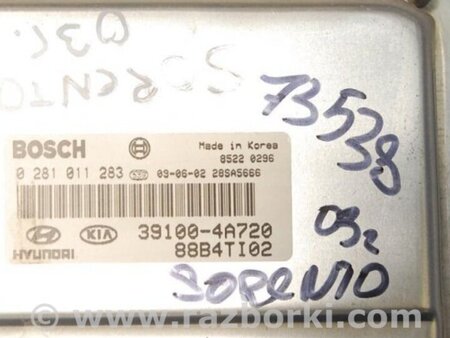 03г.
SORENTO
73538
BOSCH
Made in Korea
8522 0296
0 281 011 283 03-06-02 28SA5666
39100-4A720
HYUNDAI KIA 88B4TI02
03г
SORENTO
© www.razborki.com